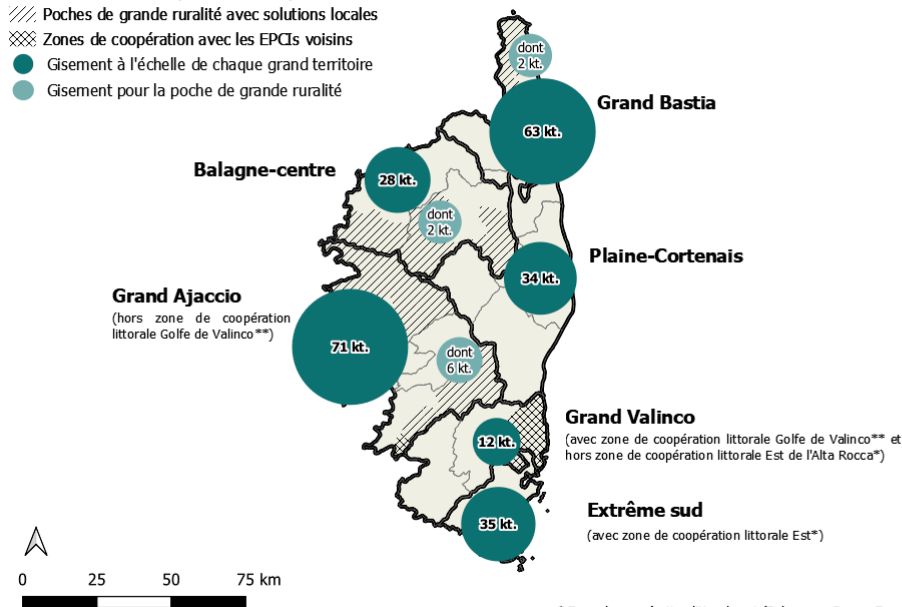 Poches de grande ruralité avec solutions locales
Zones de coopération avec les EPCIs voisins
Gisement à l'échelle de chaque grand territoire
Gisement pour la poche de grande ruralité
dont
2 kt.
Grand Bastia
63 kt.
Balagne-centre
28 kt.
dont
2 kt.
Plaine-Cortenais
34 kt.
Grand Ajaccio
(hors zone de coopération
littorale Golfe de Valinco**)
71 kt.
dont
6 kt.
Grand Valinco
(avec zone de coopération littorale Golfe de Valinco** et
hors zone de coopération littorale Est de l'Alta Rocca*)
12 kt.
Extrême sud
(avec zone de coopération littorale Est*)
35 kt.
0 25 50 75 km